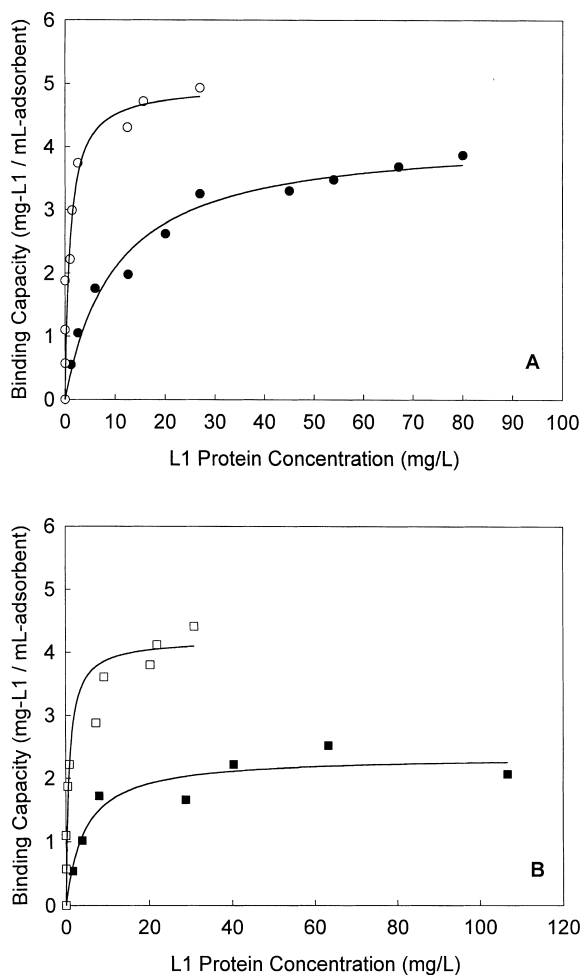 6
5
4
3
2
1
0
Binding Capacity (mg-L1 / mL-adsorbent)
A
0 10 20 30 40 50 60 70 80 90 100
L1 Protein Concentration (mg/L)
6
5
4
3
2
1
0
Binding Capacity (mg-L1 / mL-adsorbent)
B
0 20 40 60 80 100 120
L1 Protein Concentration (mg/L)